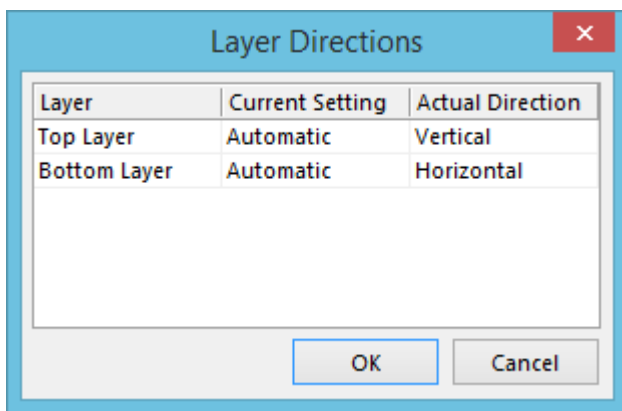 Layer Directions
Layer Current Setting Actual Direction
Top Layer Automatic Vertical
Bottom Layer Automatic Horizontal
OK Cancel